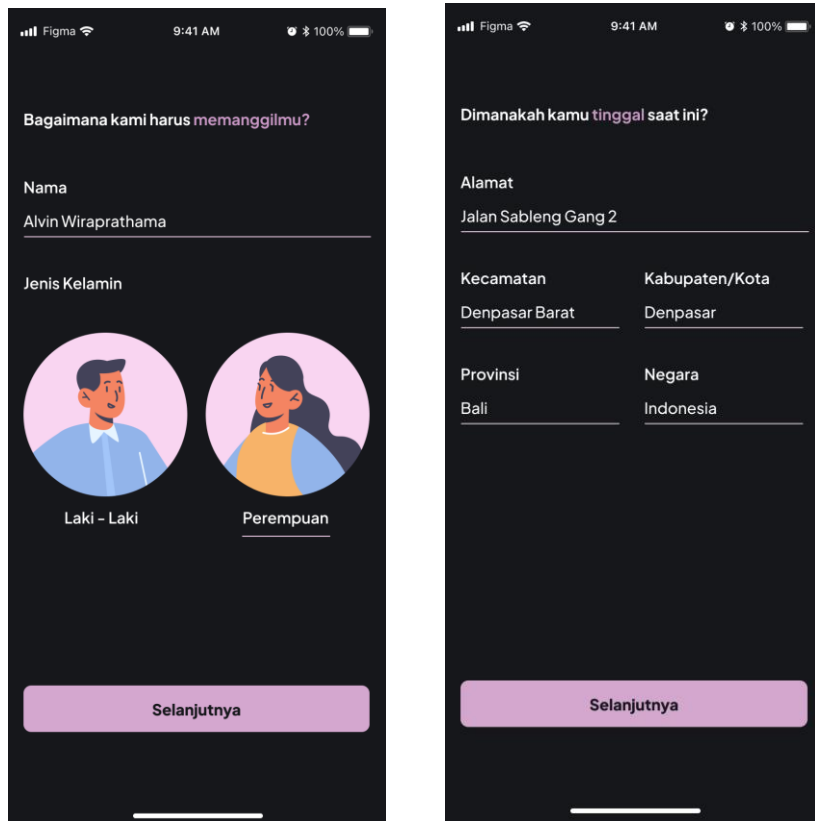 Figma 9:41 AM 100%
Bagaimana kami harus memanggilmu?
Nama
Alvin Wiraprathama
Jenis Kelamin
Laki - Laki Perempuan
Selanjutnya
Figma 9:41 AM 100%
Dimanakah kamu tinggal saat ini?
Alamat
Jalan Sableng Gang 2
Kecamatan Kabupaten/Kota
Denpasar Barat Denpasar
Provinsi Negara
Bali Indonesia
Selanjutnya